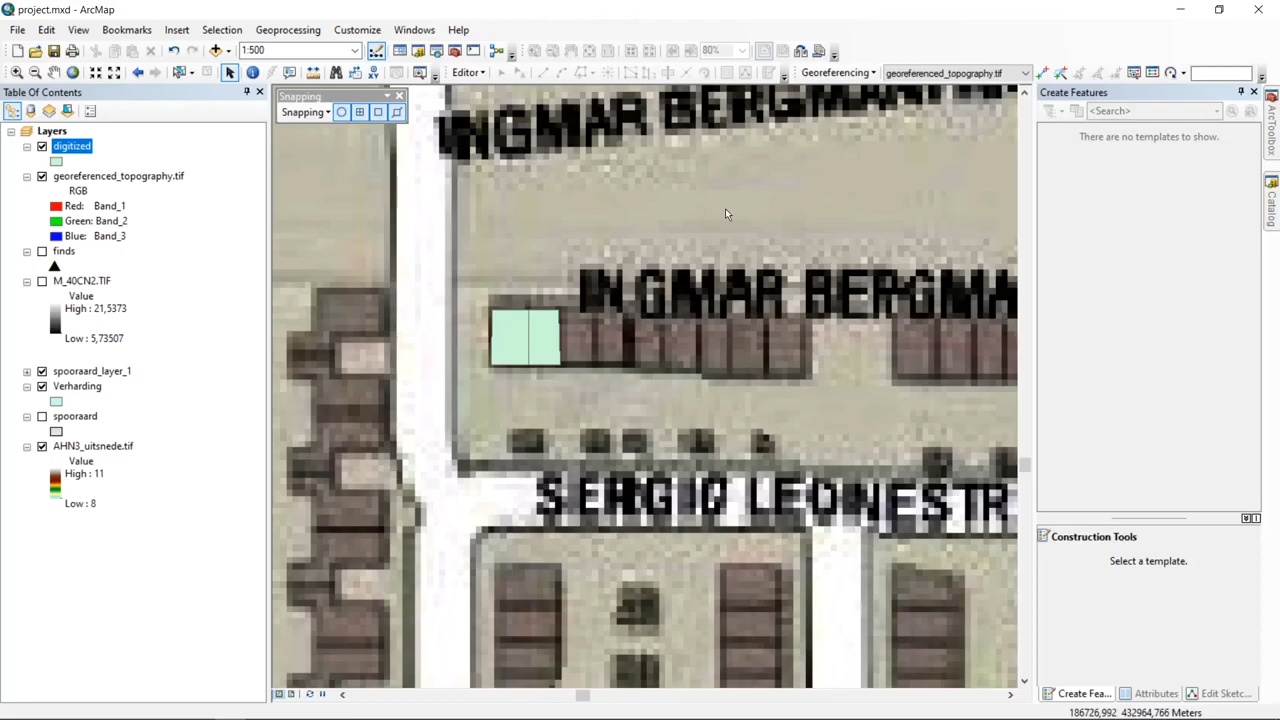 project.mxd - ArcMap
File Edit View Bookmarks Insert Selection Geoprocessing Customize Windows Help
1:500
80%
Editor
Georeferencing
georeferenced_topography.tif
Table Of Contents
Layers
digitized
georeferenced_topography.tif
RGB
Red: Band_1
Green: Band_2
Blue: Band_3
finds
M_40CN2.TIF
Value
High : 21,5373
Low : 5,73507
spooraard_layer_1
Verharding
spooraard
AHN3_uitsnede.tif
Value
High : 11
Low : 8
Snapping
Snapping
INGMAR BERGMAN
INGMAR BERGMA
SERGIO LEONESTR
Create Features
<Search>
There are no templates to show.
Construction Tools
Select a template.
Create Fea...
Attributes
Edit Sketc...
ArcToolbox
Catalog
186726,992 432964,766 Meters